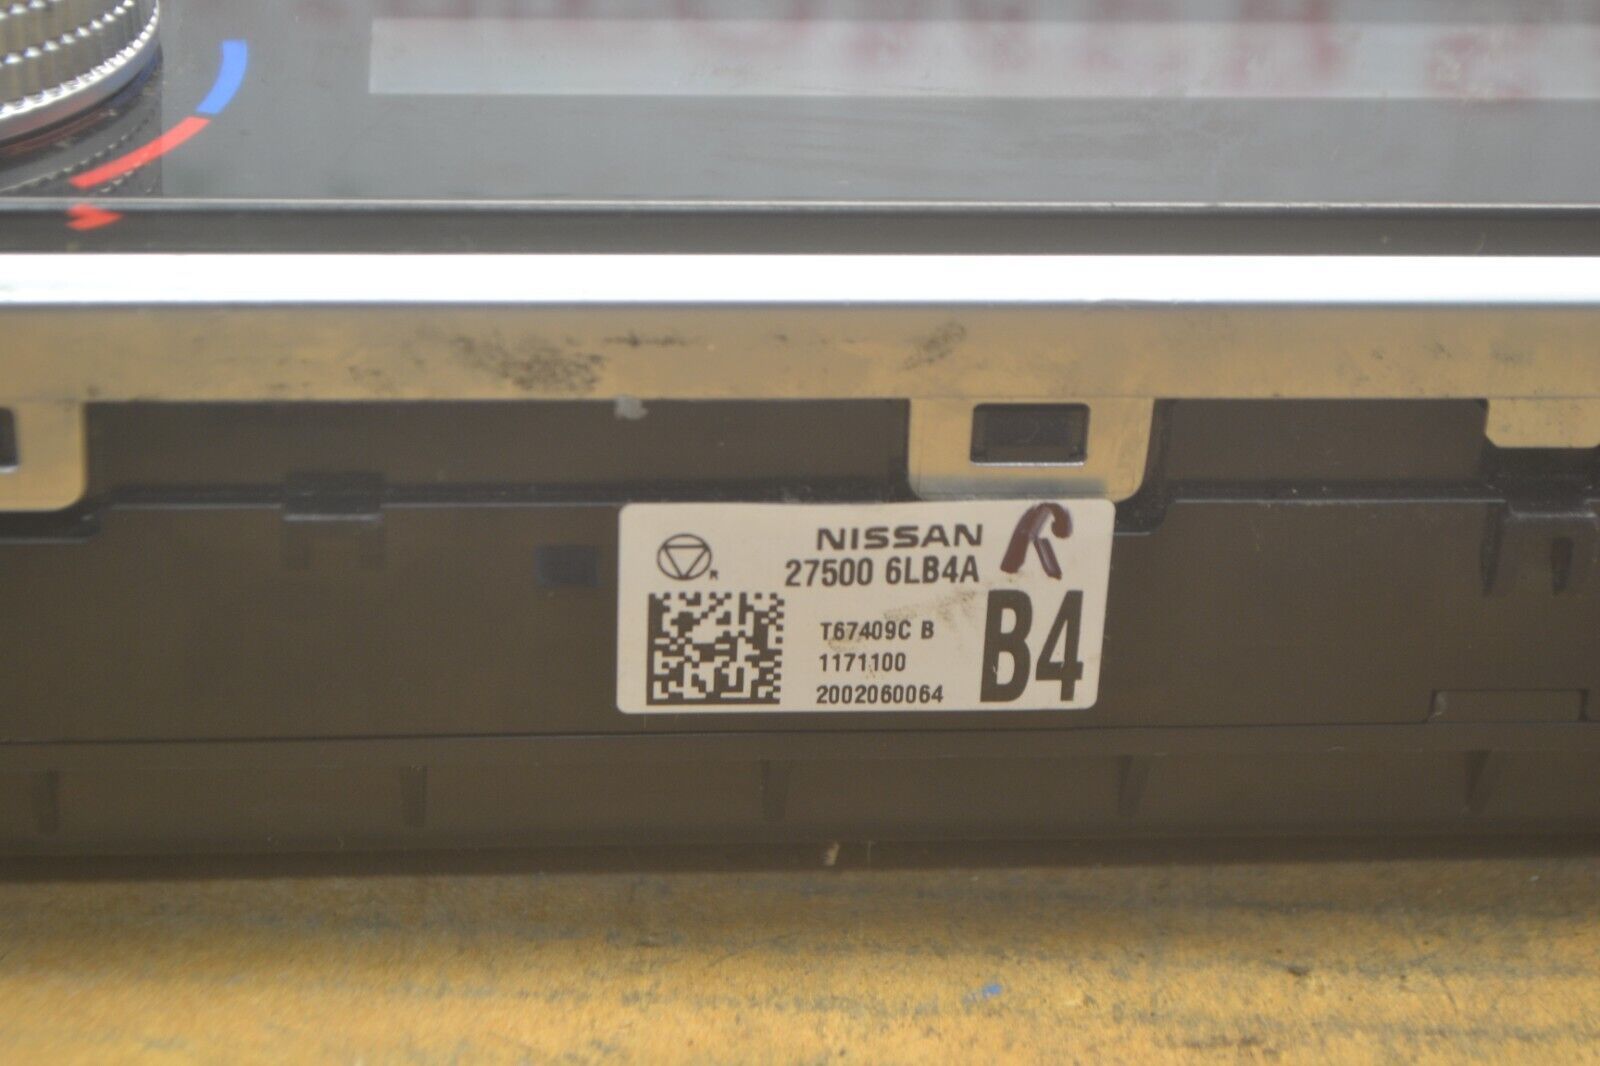 NISSAN R
27500 6LB4A
R
T67409C B
B4
1171100
2002060064